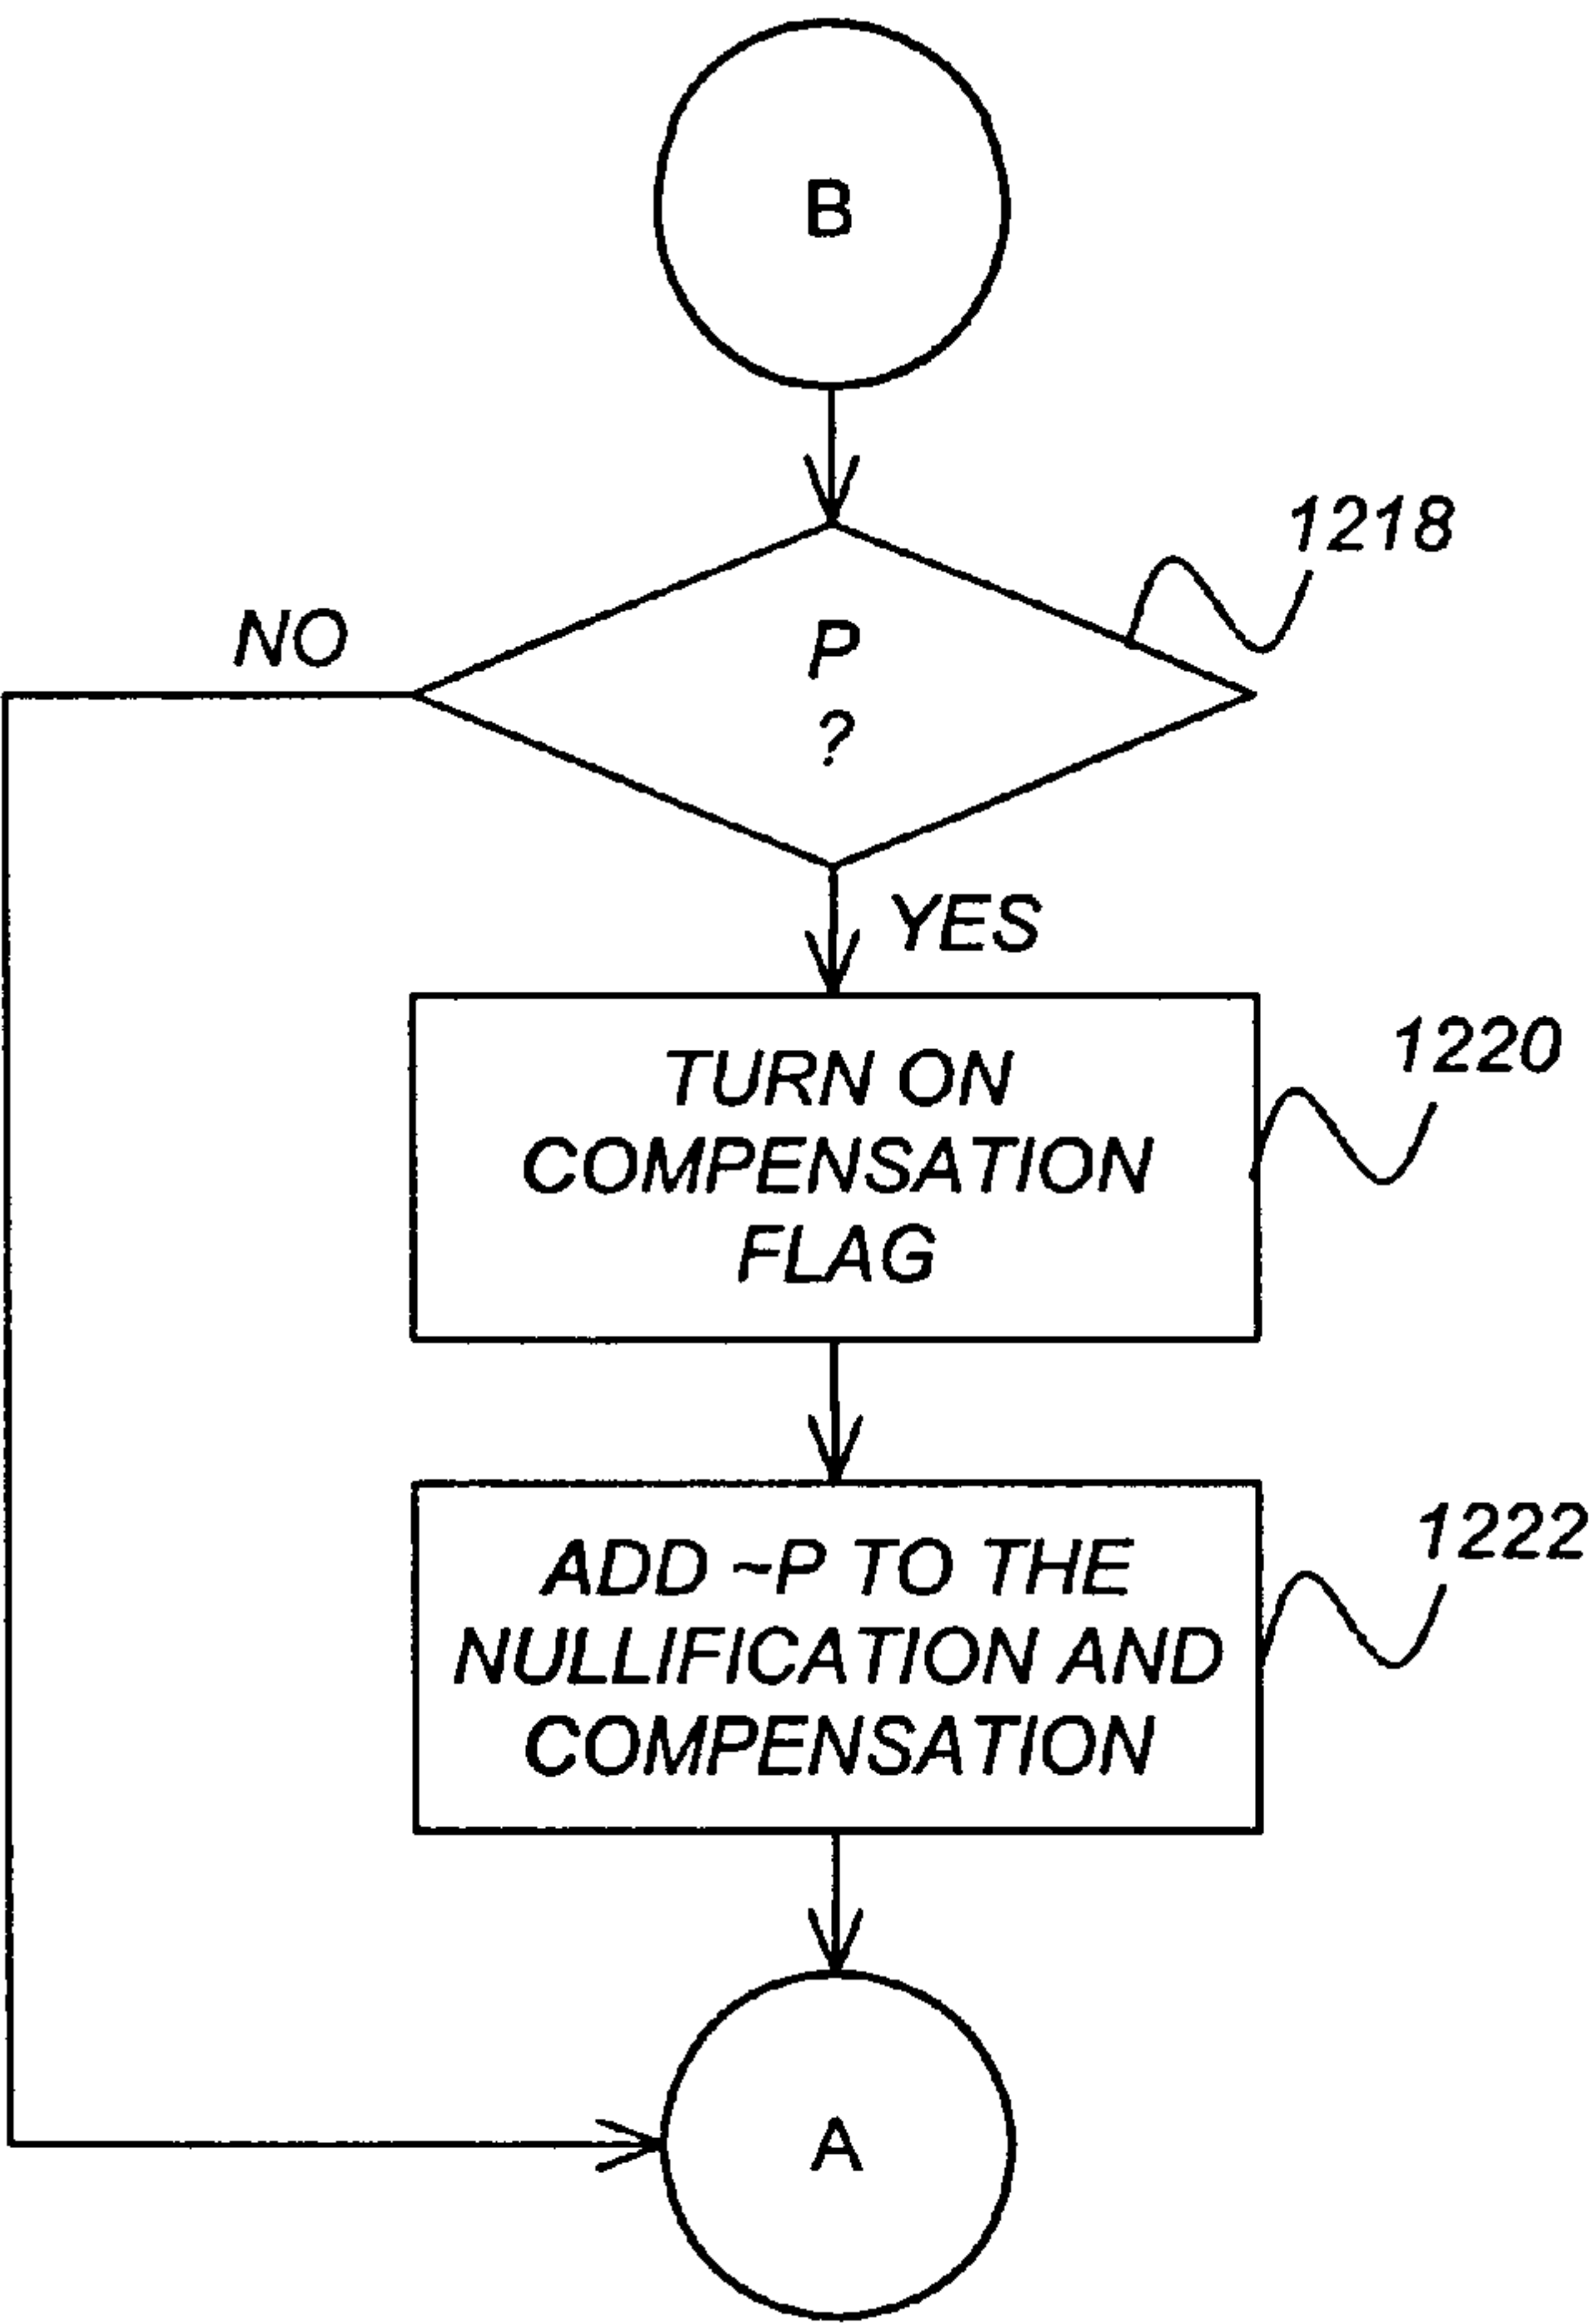 B
1218
NO
P
?
YES
1220
TURN ON
COMPENSATION
FLAG
1222
ADD ~P TO THE
NULLIFICATION AND
COMPENSATION
A